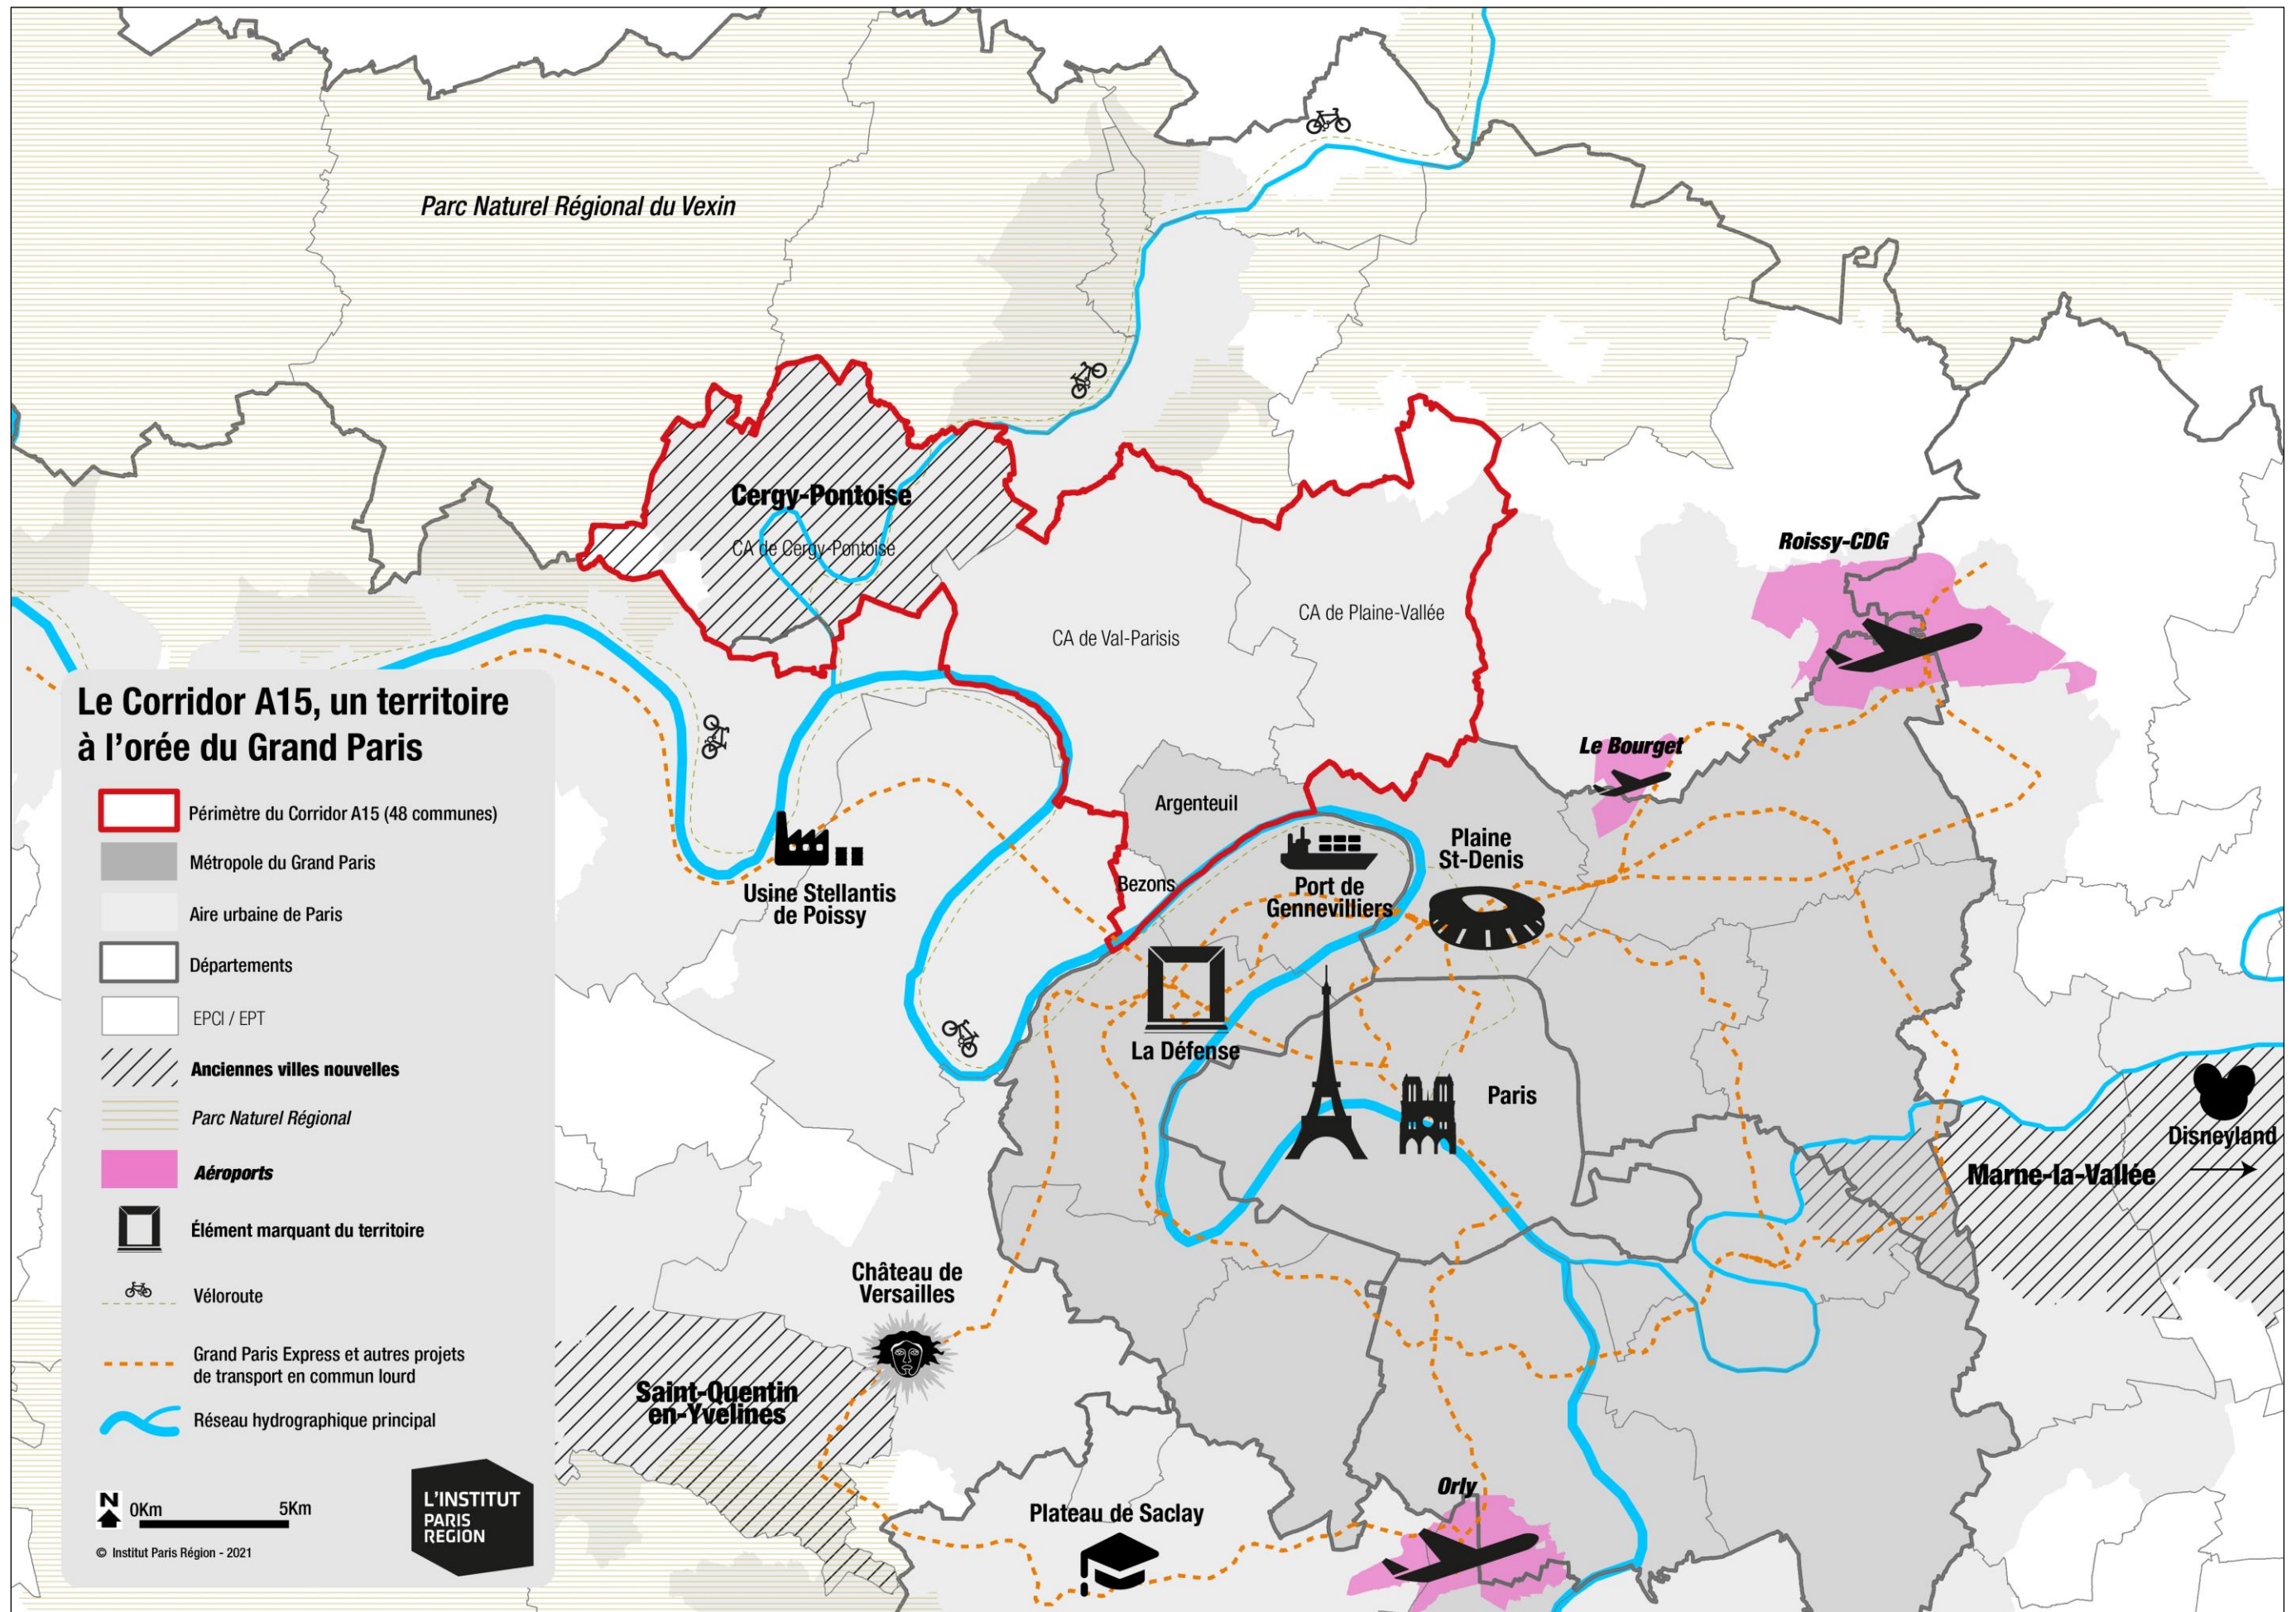 Parc Naturel Régional du Vexin
Cergy-Pontoise
CA de Cergy-Pontoise
CA de Val-Parisis
CA de Plaine-Vallée
Roissy-CDG
Le Bourget
Argenteuil
Bezons
Port de
Gennevilliers
Plaine
St-Denis
Usine Stellantis
de Poissy
La Défense
Paris
Disneyland
Marne-la-Vallée
Château de
Versailles
Saint-Quentin
en-Yvelines
Plateau de Saclay
Orly
Le Corridor A15, un territoire
à l'orée du Grand Paris
Périmètre du Corridor A15 (48 communes)
Métropole du Grand Paris
Aire urbaine de Paris
Départements
EPCI / EPT
Anciennes villes nouvelles
Parc Naturel Régional
Aéroports
Élément marquant du territoire
Véloroute
Grand Paris Express et autres projets
de transport en commun lourd
Réseau hydrographique principal
N
0Km 5Km
© Institut Paris Région - 2021
L'INSTITUT
PARIS
REGION